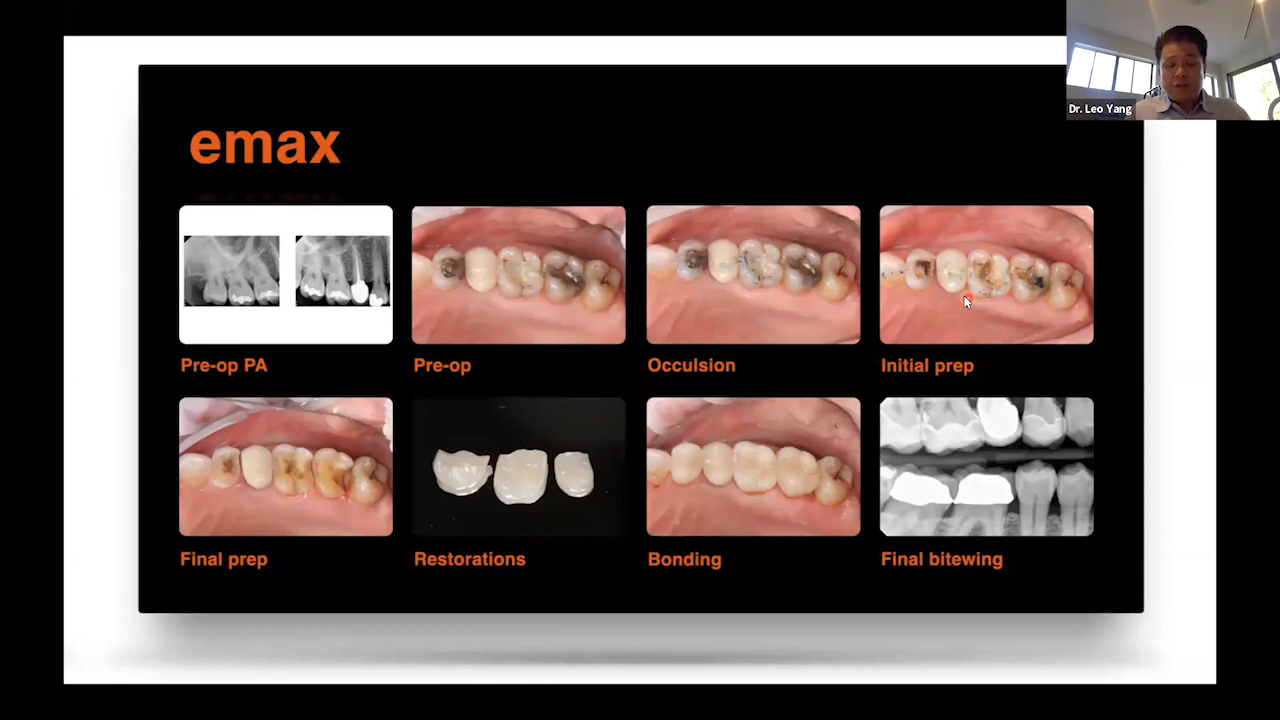 Dr. Leo Yang
emax
Pre-op PA
Pre-op
Occulsion
Initial prep
Final prep
Restorations
Bonding
Final bitewing